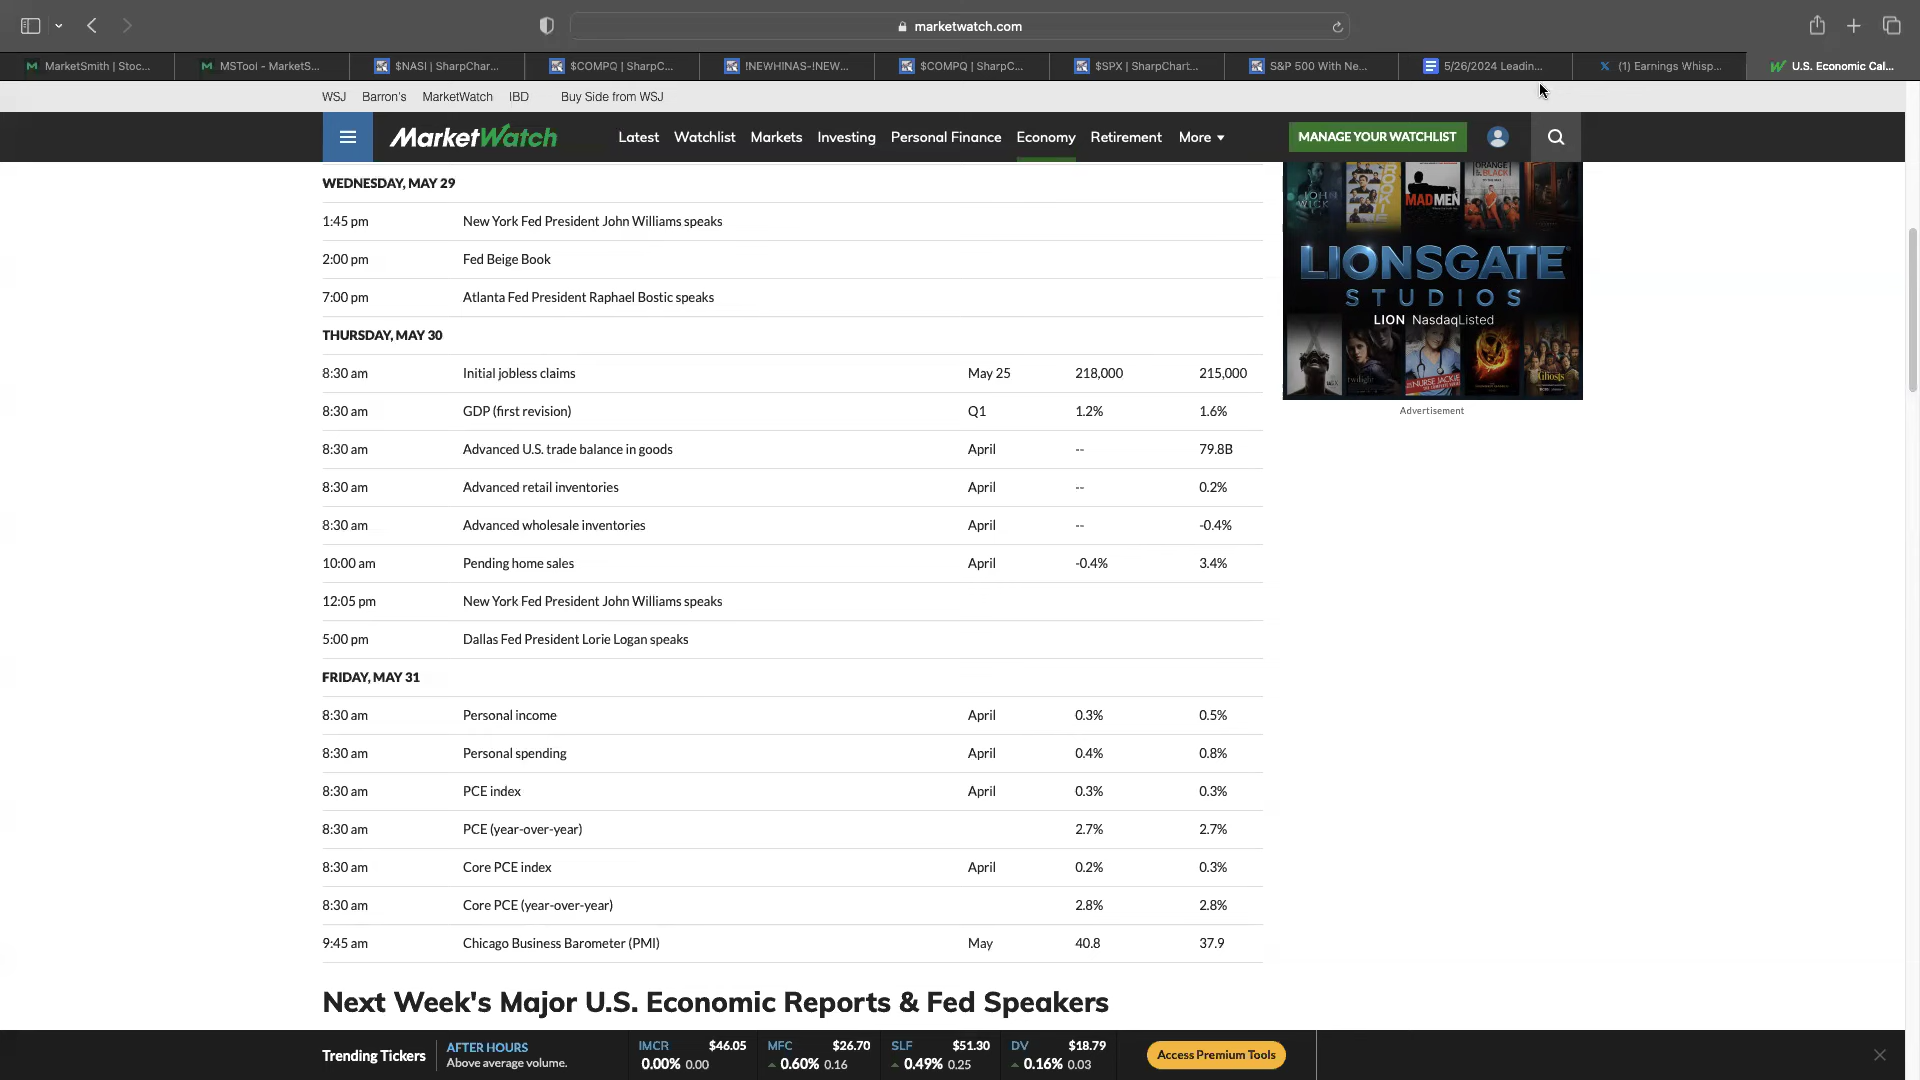 marketwatch.com
MarketSmith | Stoc... MSTool - MarketS... $NASI | SharpChar... $COMPQ | SharpC... !NEWHINAS-!NEW... $COMPQ | SharpC... $SPX | SharpChart... S&P 500 With Ne... 5/26/2024 Leadin... (1) Earnings Whisp... U.S. Economic Cal...
WSJ Barron's MarketWatch IBD Buy Side from WSJ
MarketWatch Latest Watchlist Markets Investing Personal Finance Economy Retirement More MANAGE YOUR WATCHLIST
WEDNESDAY, MAY 29
1:45 pm New York Fed President John Williams speaks
2:00 pm Fed Beige Book
7:00 pm Atlanta Fed President Raphael Bostic speaks
THURSDAY, MAY 30
8:30 am Initial jobless claims May 25 218,000 215,000
8:30 am GDP (first revision) Q1 1.2% 1.6%
8:30 am Advanced U.S. trade balance in goods April -- 79.8B
8:30 am Advanced retail inventories April -- 0.2%
8:30 am Advanced wholesale inventories April -- -0.4%
10:00 am Pending home sales April -0.4% 3.4%
12:05 pm New York Fed President John Williams speaks
5:00 pm Dallas Fed President Lorie Logan speaks
FRIDAY, MAY 31
8:30 am Personal income April 0.3% 0.5%
8:30 am Personal spending April 0.4% 0.8%
8:30 am PCE index April 0.3% 0.3%
8:30 am PCE (year-over-year) 2.7% 2.7%
8:30 am Core PCE index April 0.2% 0.3%
8:30 am Core PCE (year-over-year) 2.8% 2.8%
9:45 am Chicago Business Barometer (PMI) May 40.8 37.9
Next Week's Major U.S. Economic Reports & Fed Speakers
MAD MEN
LIONSGATE
STUDIOS
LION Nasdaq Listed
twilight
NURSE JACKIE
Ghosts
Advertisement
Trending Tickers
AFTER HOURS
Above average volume.
IMCR $46.05
0.00% 0.00
MFC $26.70
0.60% 0.16
SLF $51.30
0.49% 0.25
DV $18.79
0.16% 0.03
Access Premium Tools